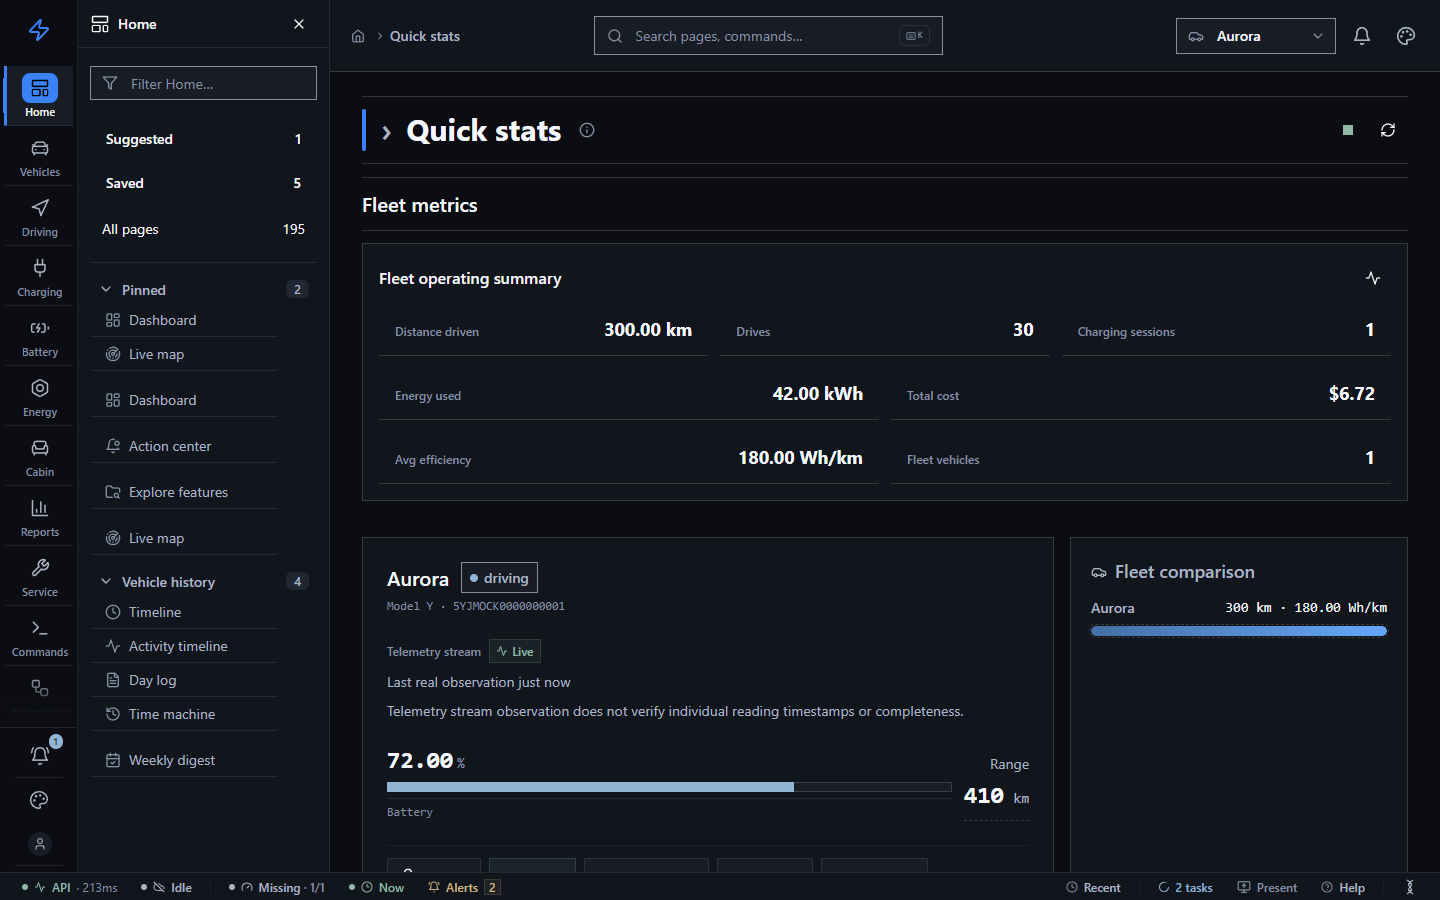 Home
Vehicles
Driving
Charging
Battery
Energy
Cabin
Reports
Service
Commands
1
Home
Filter Home...
Suggested 1
Saved 5
All pages 195
Pinned 2
Dashboard
Live map
Dashboard
Action center
Explore features
Live map
Vehicle history 4
Timeline
Activity timeline
Day log
Time machine
Weekly digest
Quick stats
Search pages, commands... K
Aurora
Quick stats
Fleet metrics
Fleet operating summary
Distance driven 300.00 km
Drives 30
Charging sessions 1
Energy used 42.00 kWh
Total cost $6.72
Avg efficiency 180.00 Wh/km
Fleet vehicles 1
Aurora driving
Model Y · 5YJMOCK0000000001
Telemetry stream Live
Last real observation just now
Telemetry stream observation does not verify individual reading timestamps or completeness.
72.00 %
Battery
Range
410 km
Fleet comparison
Aurora 300 km · 180.00 Wh/km
API · 213ms
Idle
Missing · 1/1
Now
Alerts 2
Recent
2 tasks
Present
Help